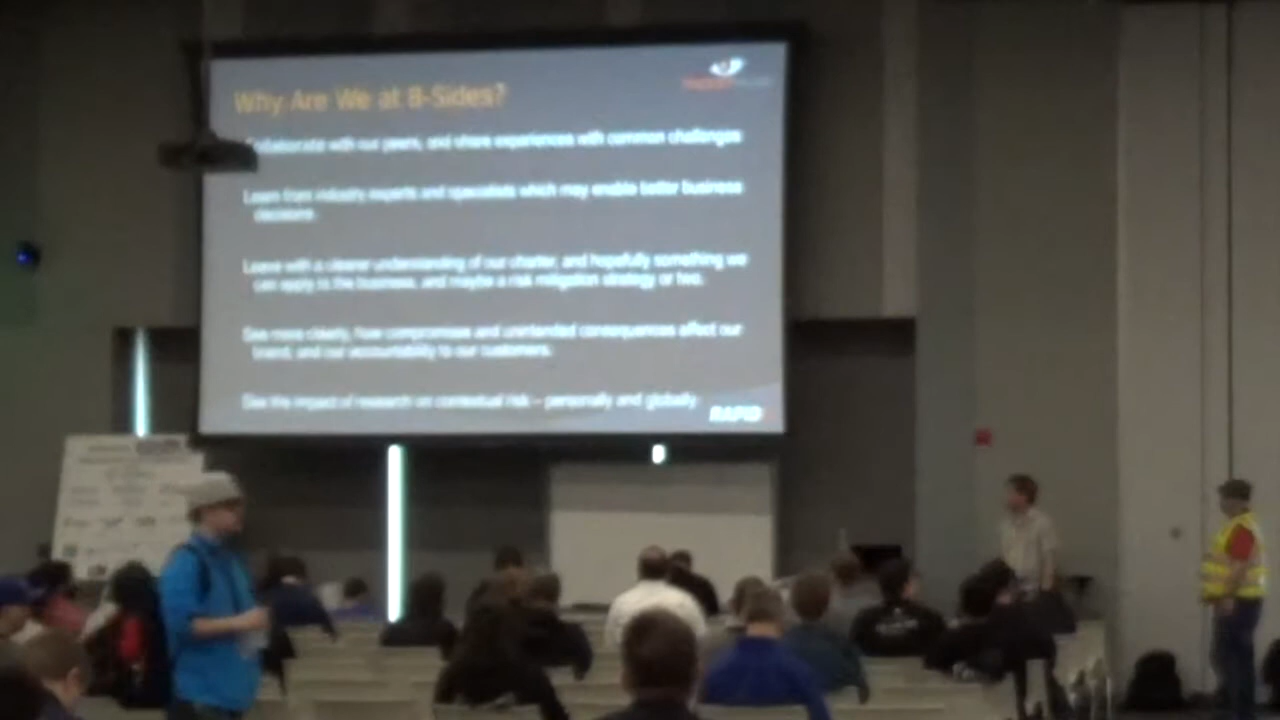 Why Are We at B-Sides?
Collaborate with our peers, and share experiences with common challenges
Learn from industry experts and specialists which may enable better business
decisions.
Leave with a clearer understanding of our charter, and hopefully something we
can apply to the business, and maybe a risk mitigation strategy or two.
See more clearly, how compromises and unintended consequences affect our
brand, and our accountability to our customers.
See the impact of research on contextual risk – personally and globally
RAPID